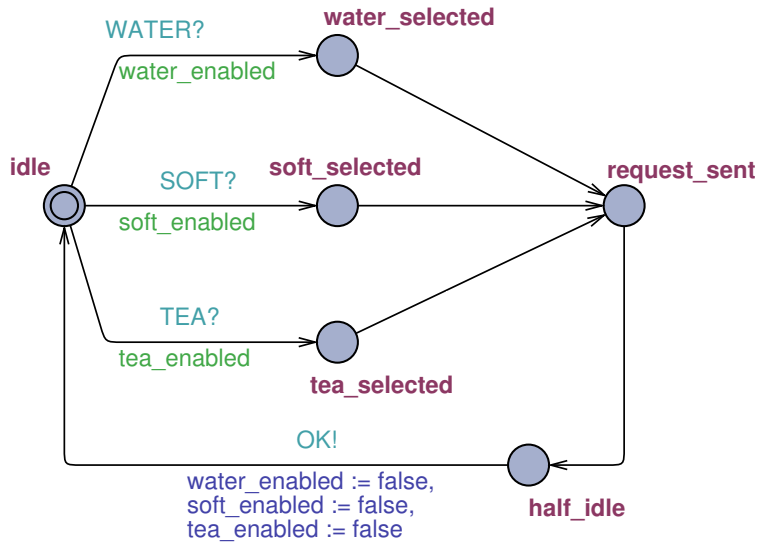 water_selected
WATER?
water_enabled
idle
SOFT?
soft_selected
request_sent
soft_enabled
TEA?
tea_enabled
tea_selected
OK!
water_enabled := false,
soft_enabled := false,
tea_enabled := false
half_idle